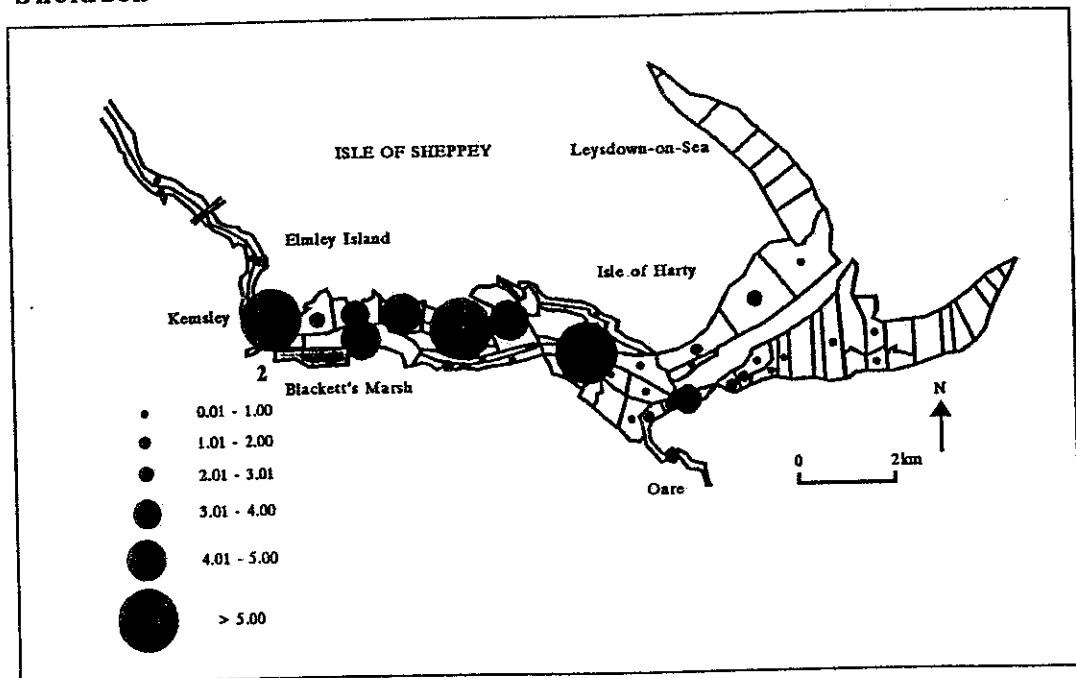 Shelduck
ISLE OF SHEPPEY
Leysdown-on-Sea
Elmley Island
Isle of Harty
Kemsley
2
Blackett's Marsh
Oare
N
0 2km
0.01 - 1.00
1.01 - 2.00
2.01 - 3.01
3.01 - 4.00
4.01 - 5.00
> 5.00